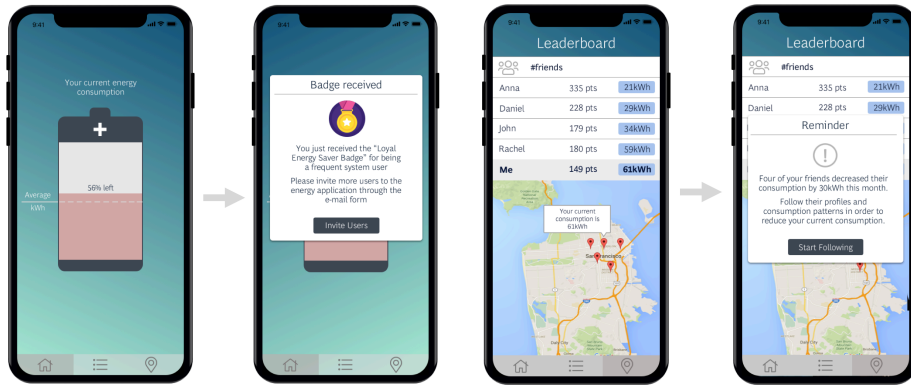 9:41
Your current energy
consumption
+
56% left
Average
kWh
9:41
Badge received
You just received the "Loyal
Energy Saver Badge" for being
a frequent system user
Please invite more users to the
energy application through the
e-mail form
Invite Users
9:41
Leaderboard
#friends
Anna 335 pts 21kWh
Daniel 228 pts 29kWh
John 179 pts 34kWh
Rachel 180 pts 59kWh
Me 149 pts 61kWh
Your current
consumption is
61kWh
San Francisco
Daly City
9:41
Leaderboard
#friends
Anna 335 pts 21kWh
Daniel 228 pts 29kWh
Reminder
!
Four of your friends decreased their
consumption by 30kWh this month.
Follow their profiles and
consumption patterns in order to
reduce your current consumption.
Start Following
Daly City